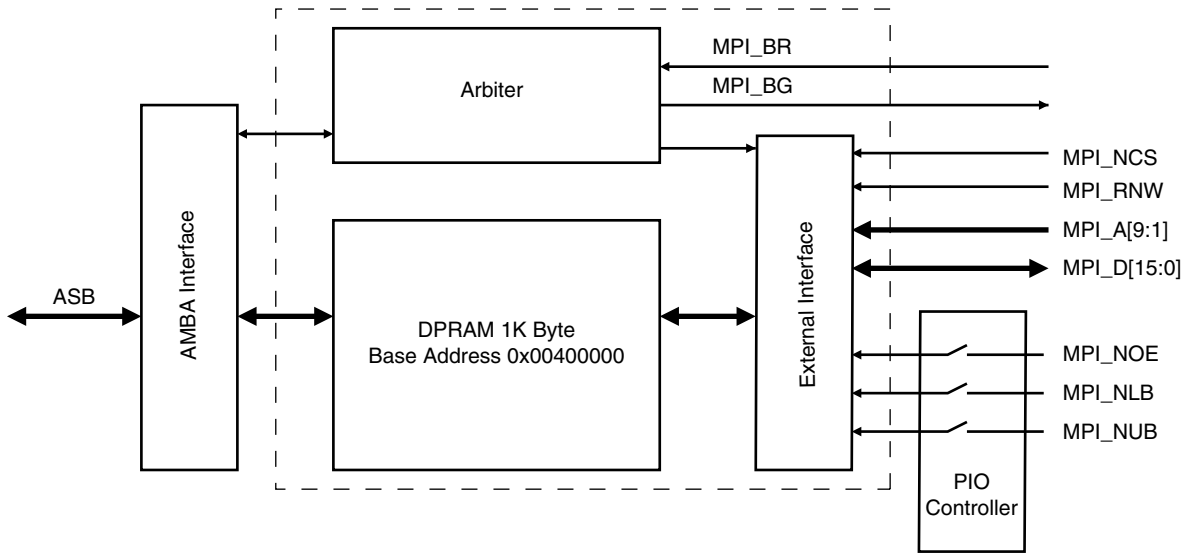 MPI_BR
Arbiter
MPI_BG
MPI_NCS
MPI_RNW
MPI_A[9:1]
MPI_D[15:0]
ASB
AMBA Interface
DPRAM 1K Byte
Base Address 0x00400000
External Interface
MPI_NOE
MPI_NLB
MPI_NUB
PIO
Controller